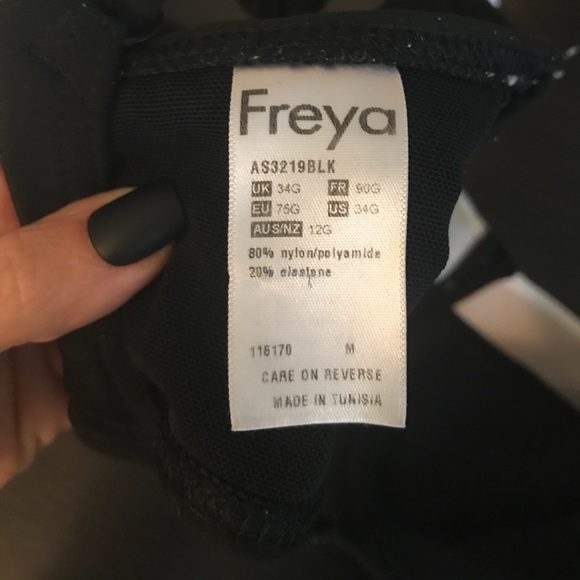 Freya
AS3219BLK
UK 34G FR 90G
EU 75G US 34G
AUS/NZ 12G
80% nylon/polyamide
20% elastane
116170 M
CARE ON REVERSE
MADE IN TUNISIA